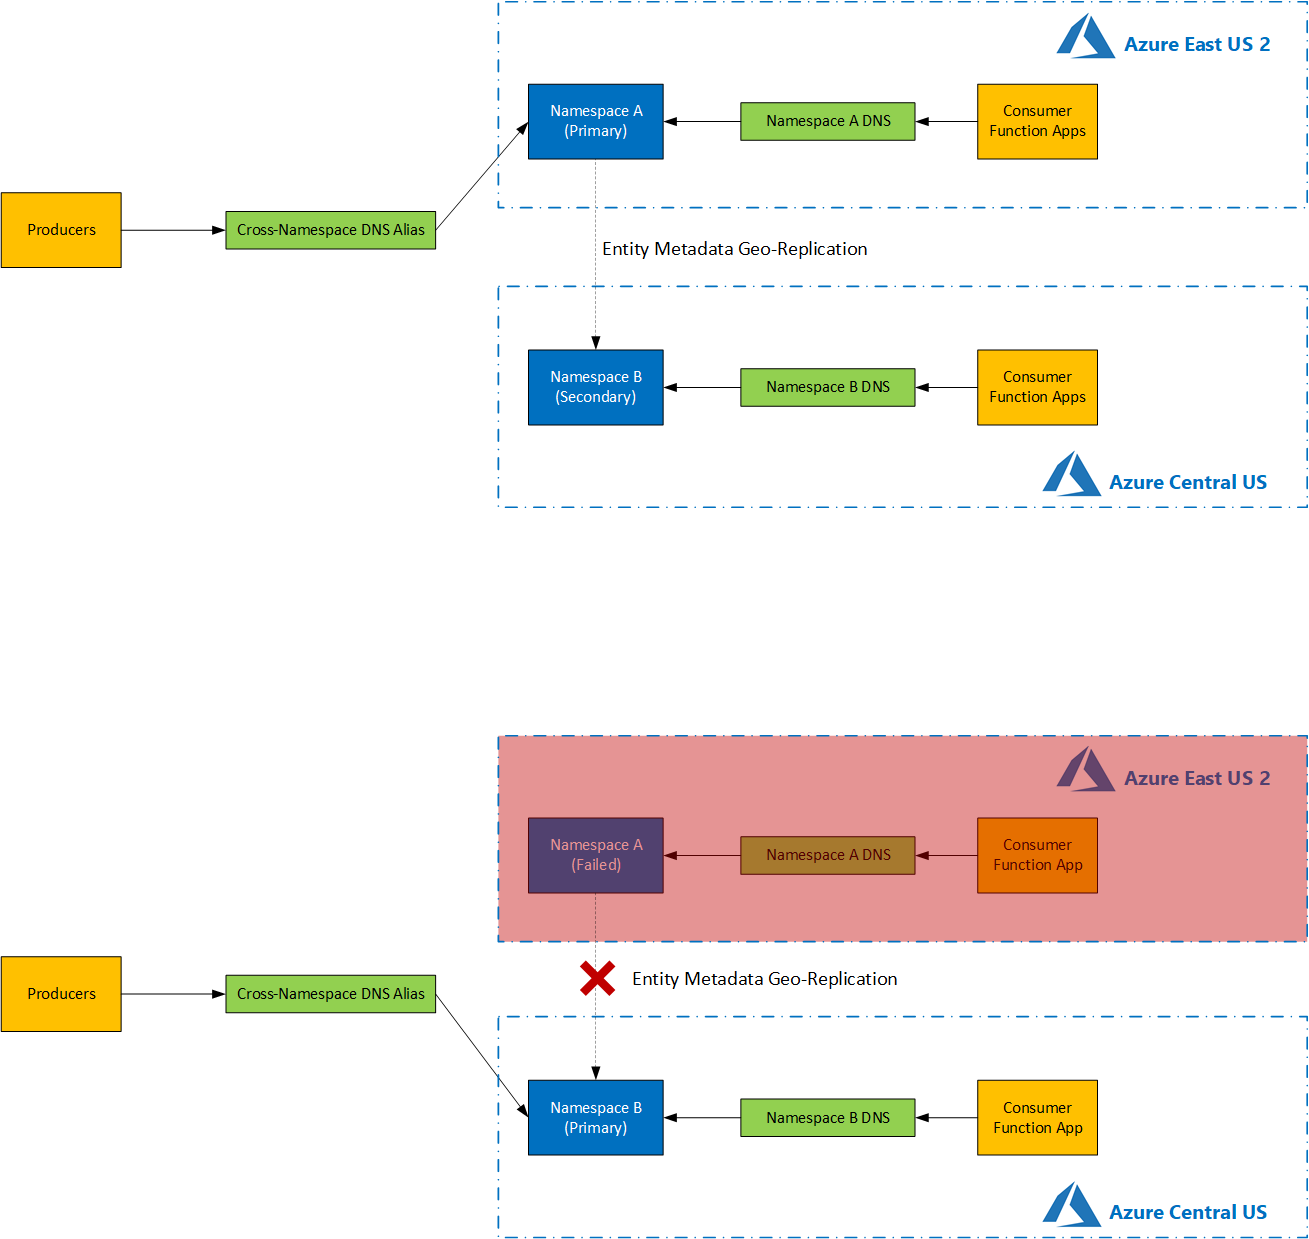 Azure East US 2
Namespace A
(Primary)
Namespace A DNS
Consumer
Function Apps
Producers
Cross-Namespace DNS Alias
Entity Metadata Geo-Replication
Namespace B
(Secondary)
Namespace B DNS
Consumer
Function Apps
Azure Central US
Azure East US 2
Namespace A
(Failed)
Namespace A DNS
Consumer
Function App
Producers
Cross-Namespace DNS Alias
Entity Metadata Geo-Replication
Namespace B
(Primary)
Namespace B DNS
Consumer
Function App
Azure Central US